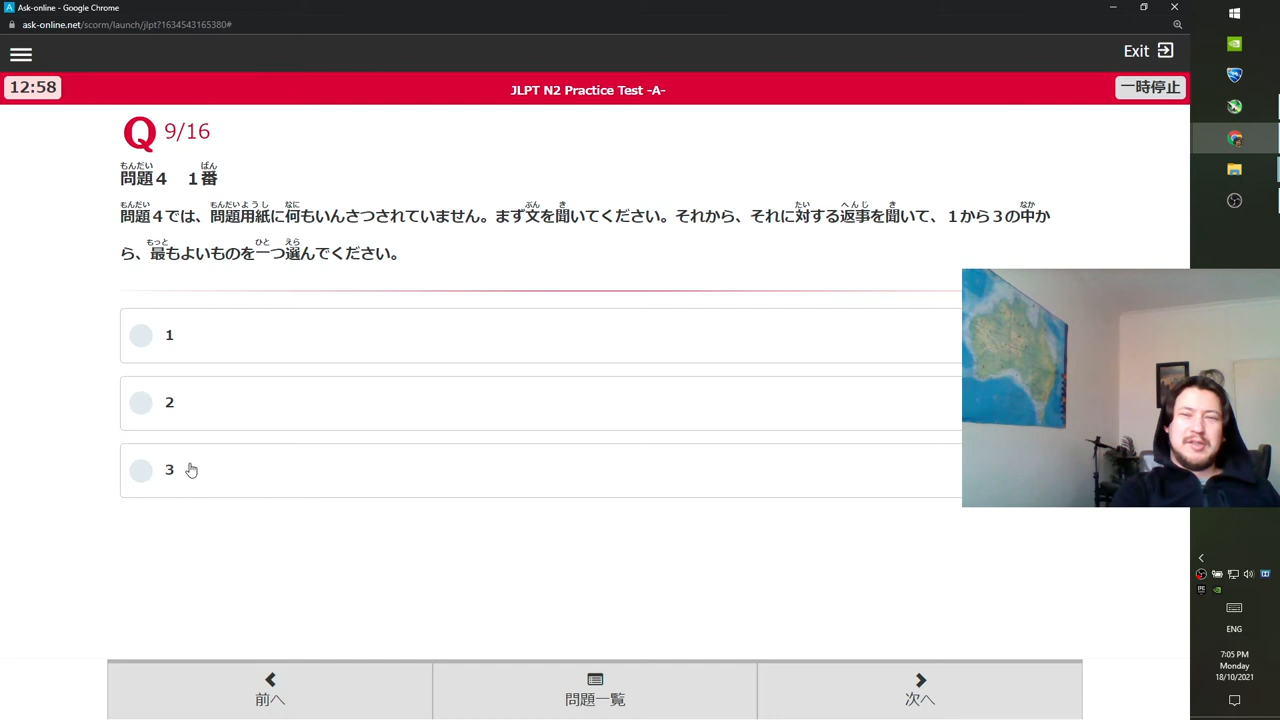 Ask-online - Google Chrome
ask-online.net/scorm/launch/jlpt?1634543165380#
Exit
12:58
JLPT N2 Practice Test -A-
一時停止
Q 9/16
もんだい ばん
問題４ １番
もんだい もんだいようし なに ぶん き たい へんじ き なか
問題４では、問題用紙に何もいんさつされていません。まず文を聞いてください。それから、それに対する返事を聞いて、１から３の中か
もっと ひと えら
ら、最もよいものを一つ選んでください。
1
2
3
前へ
問題一覧
次へ
ENG
7:05 PM
Monday
18/10/2021